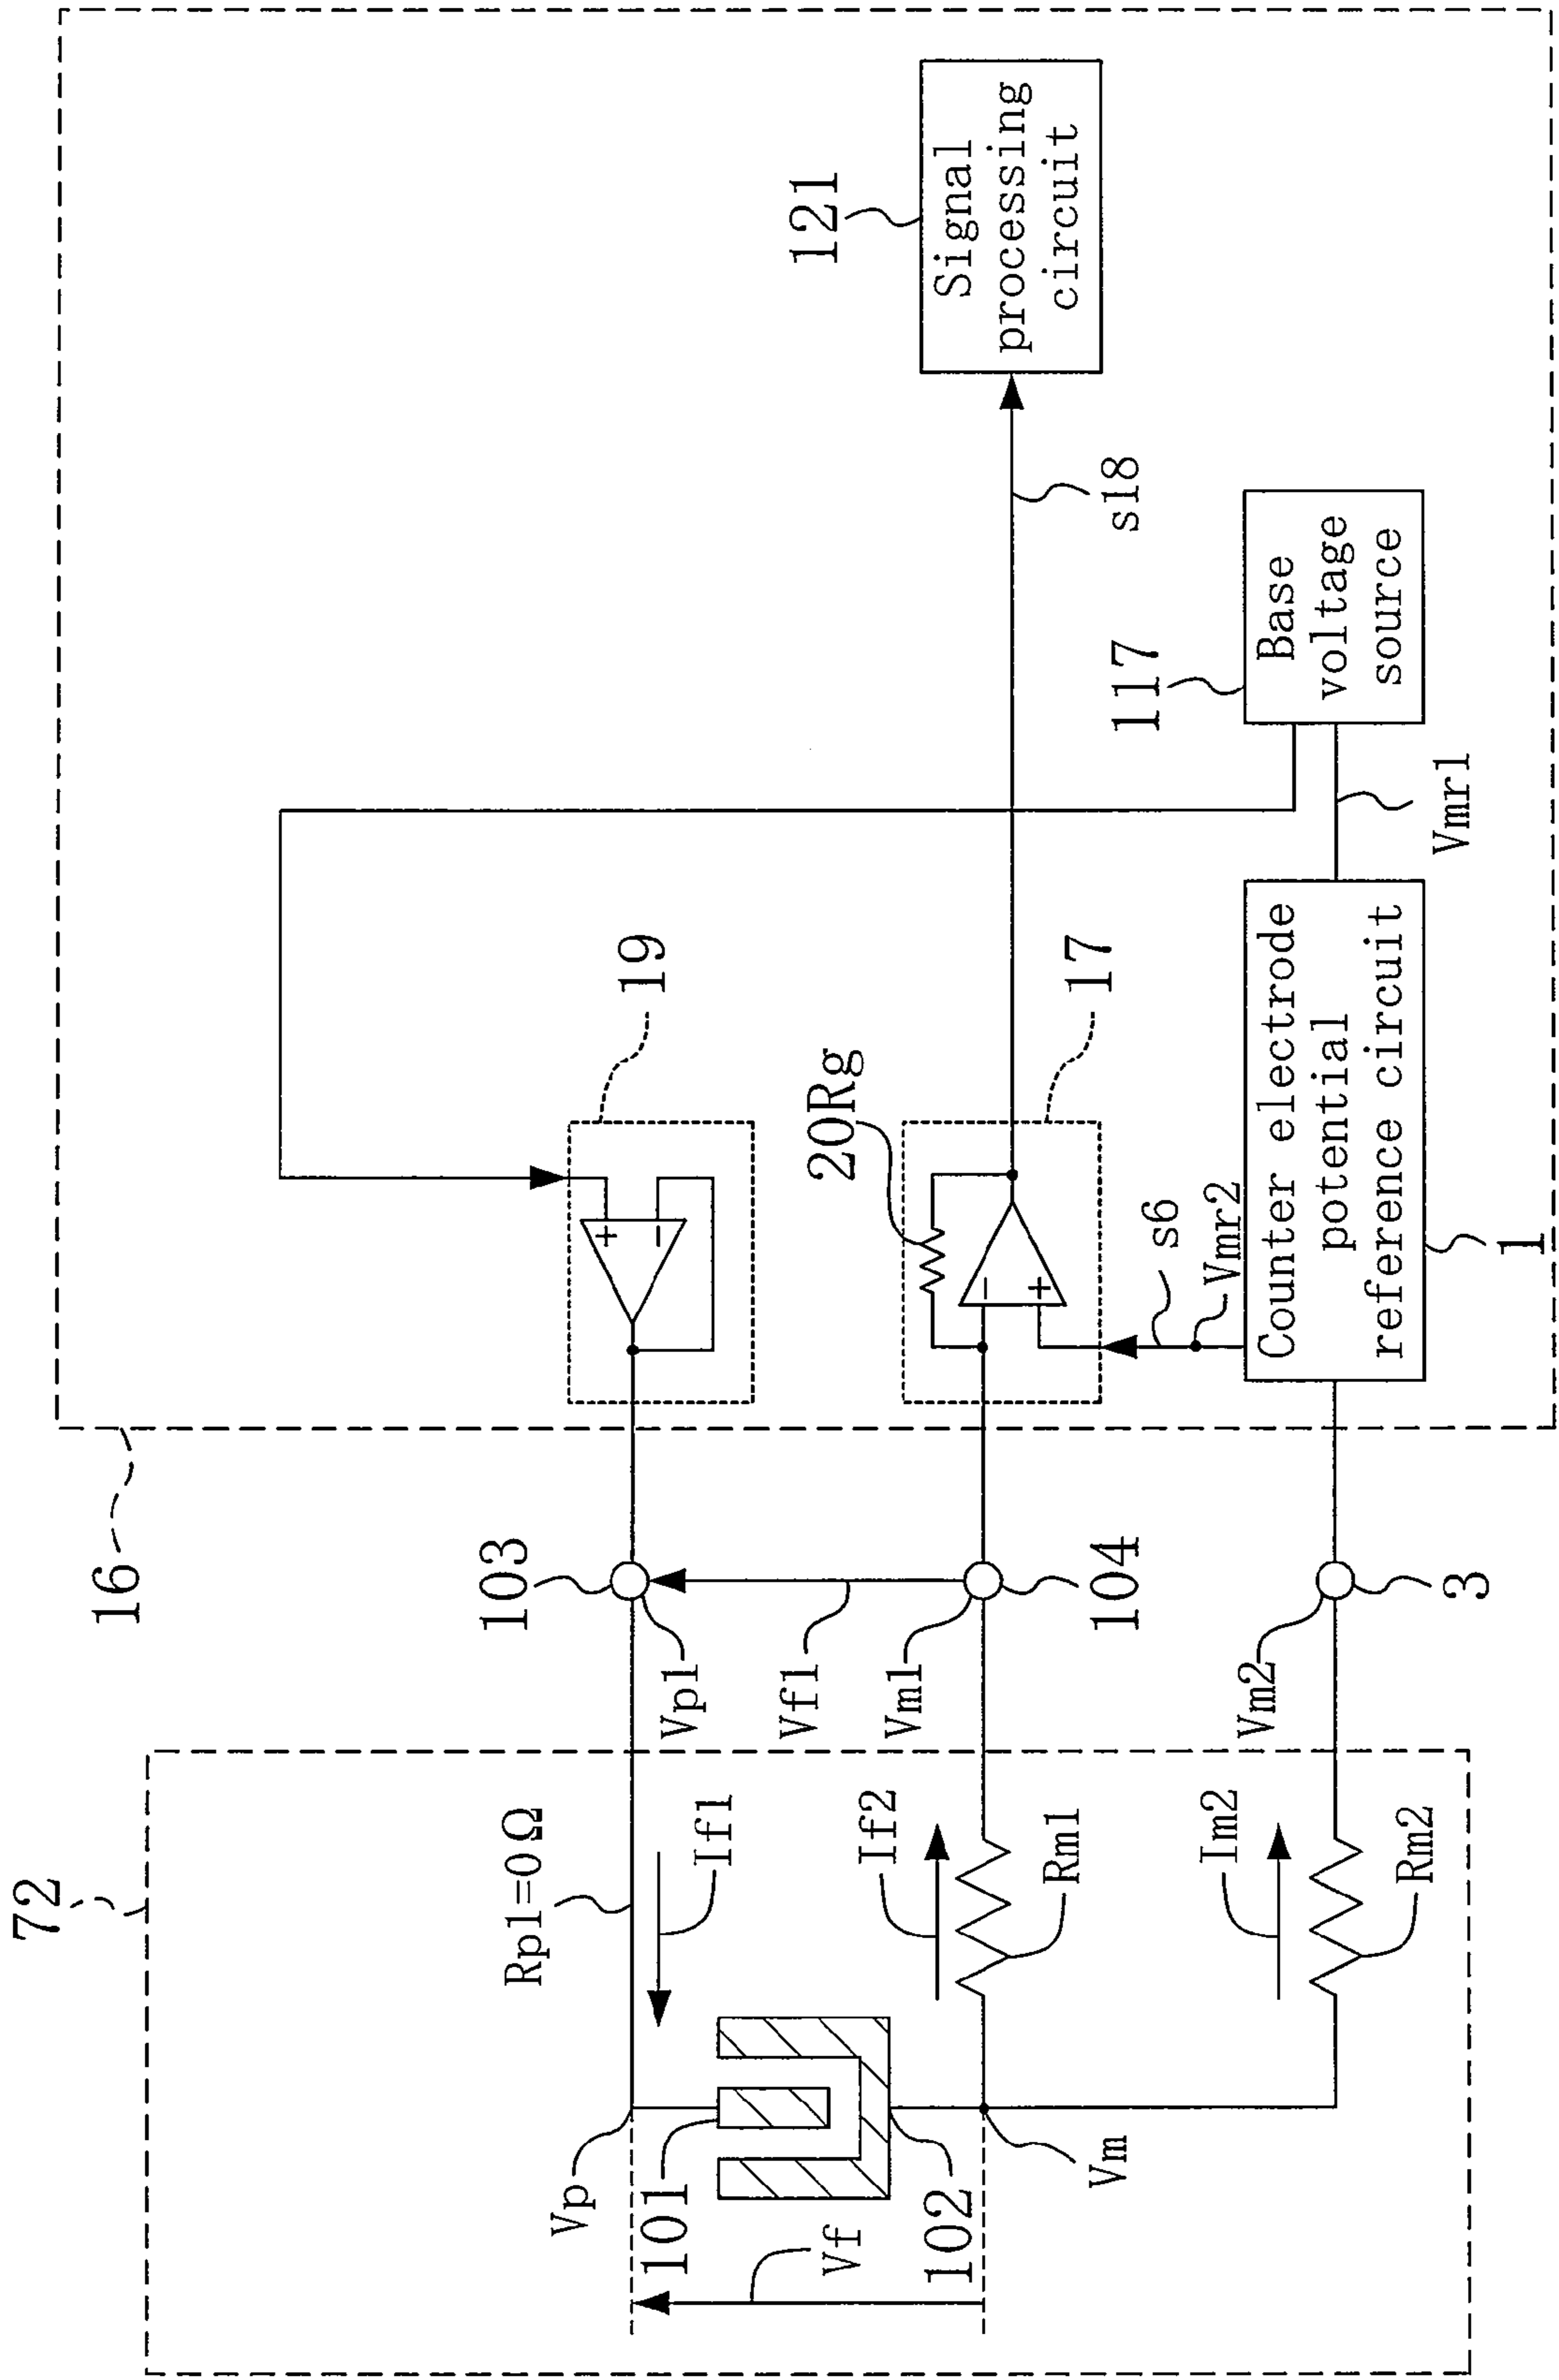 72
16
Vp
Rp1=0Ω
If1
101
Vf
102
Vm
If2
Rm1
Im2
Rm2
103
Vp1
Vf1
Vm1
104
Vm2
3
19
20Rg
17
s6
Vmr2
Counter electrode
potential
reference circuit
1
Vmr1
117
Base
voltage
source
s18
121
Signal
processing
circuit
+
−
−
+